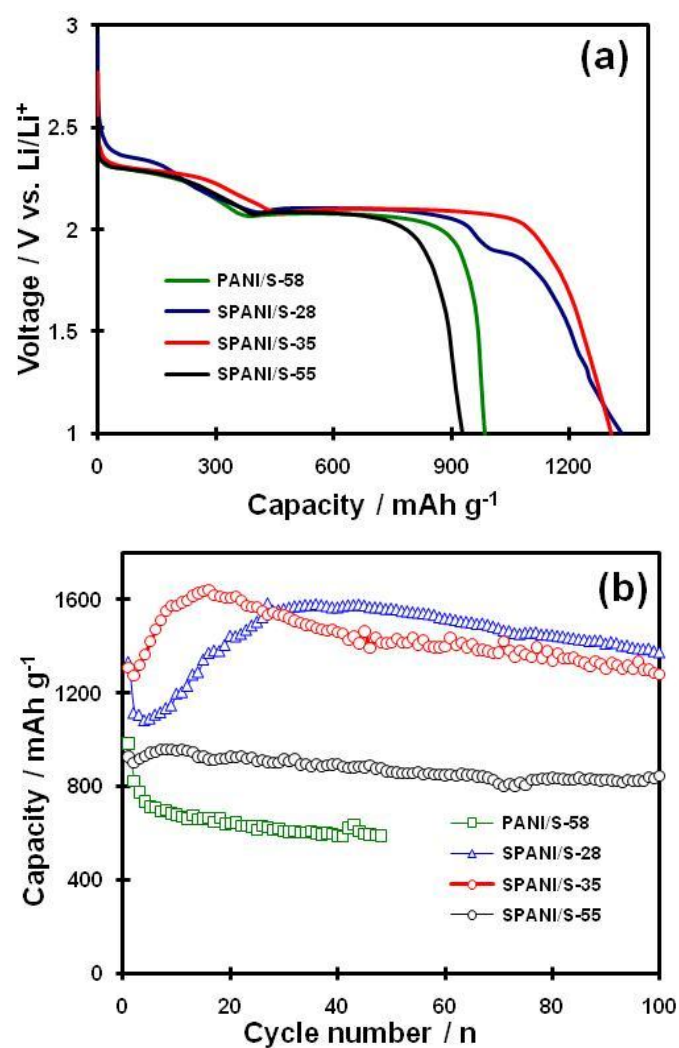 (a)
Voltage / V vs. Li/Li⁺
3
2.5
2
1.5
1
PANI/S-58
SPANI/S-28
SPANI/S-35
SPANI/S-55
0 300 600 900 1200
Capacity / mAh g⁻¹
(b)
Capacity / mAh g⁻¹
1600
1200
800
400
0
PANI/S-58
SPANI/S-28
SPANI/S-35
SPANI/S-55
0 20 40 60 80 100
Cycle number / n